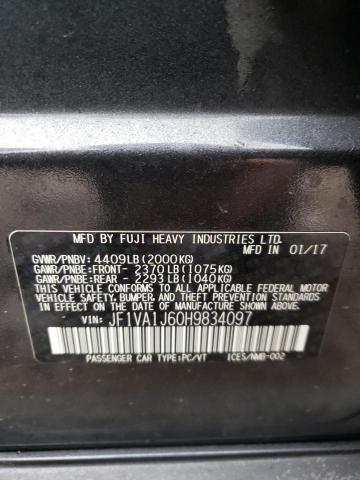 MFD. BY FUJI HEAVY INDUSTRIES LTD.
MFD IN 01/17
GVWR/PNBV: 4409LB (2000KG)
GAWR/PNBE: FRONT- 2370 LB (1075KG)
GAWR/PNBE: REAR - 2293 LB (1040KG)
THIS VEHICLE CONFORMS TO ALL APPLICABLE FEDERAL MOTOR
VEHICLE SAFETY, BUMPER, AND THEFT PREVENTION STANDARDS
IN EFFECT ON THE DATE OF MANUFACTURE SHOWN ABOVE.
VIN: JF1VA1J60H9834097
PASSENGER CAR TYPE:PC/VT ICES/NMB-002